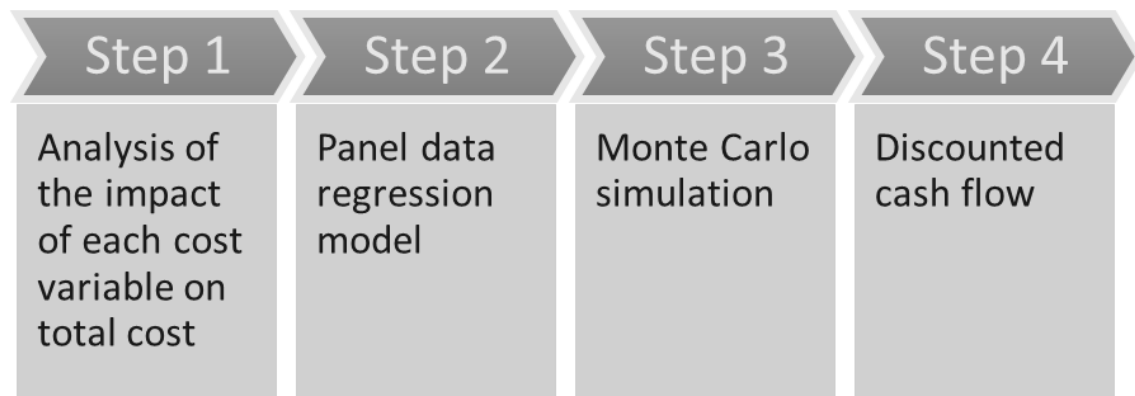 Step 1
Step 2
Step 3
Step 4
Analysis of
the impact
of each cost
variable on
total cost
Panel data
regression
model
Monte Carlo
simulation
Discounted
cash flow